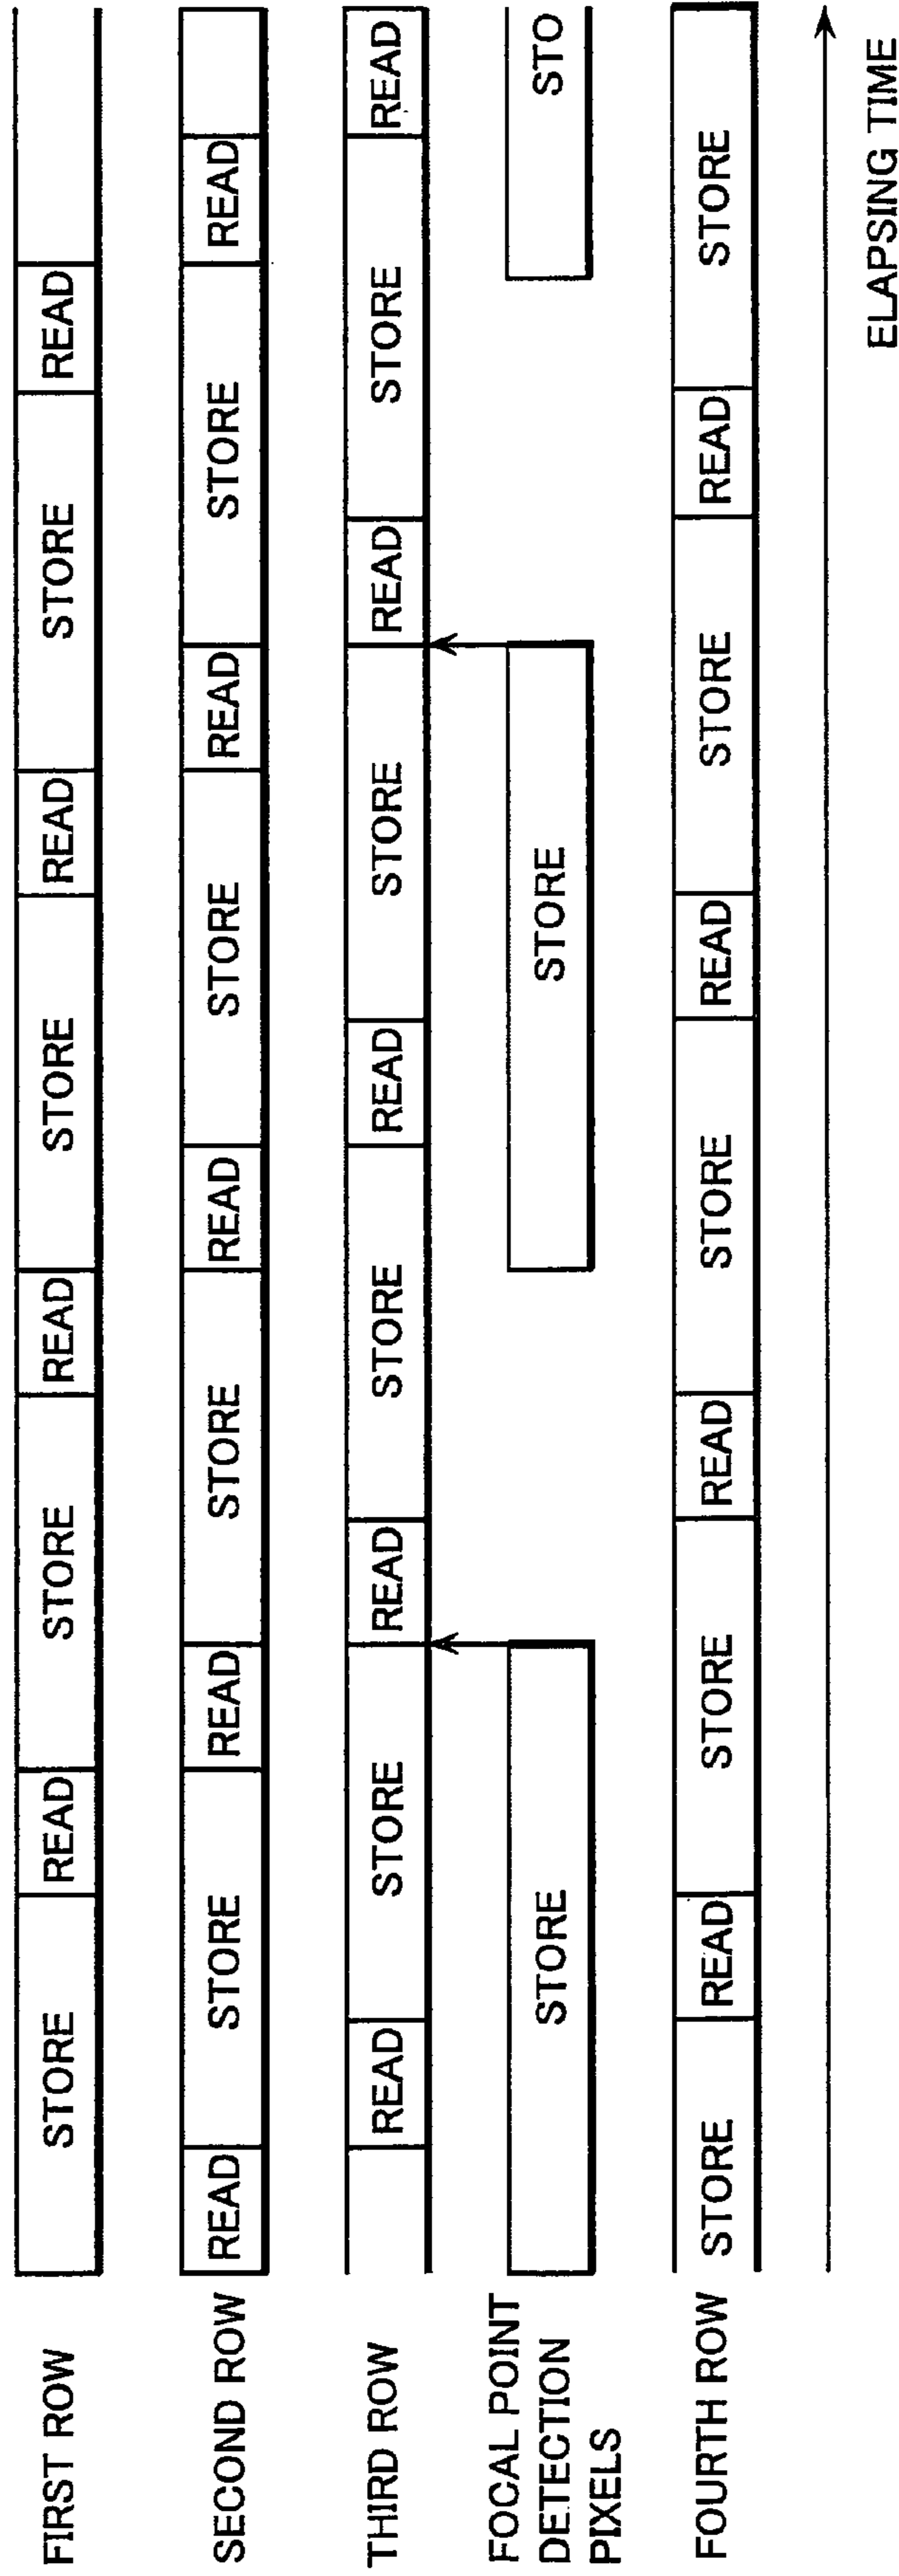 FIRST ROW STORE READ STORE READ STORE READ STORE READ
SECOND ROW READ STORE READ STORE READ STORE READ STORE READ
THIRD ROW READ STORE READ STORE READ STORE READ STORE READ
FOCAL POINT
DETECTION
PIXELS
STORE STORE STO
FOURTH ROW STORE READ STORE READ STORE READ STORE READ STORE
ELAPSING TIME